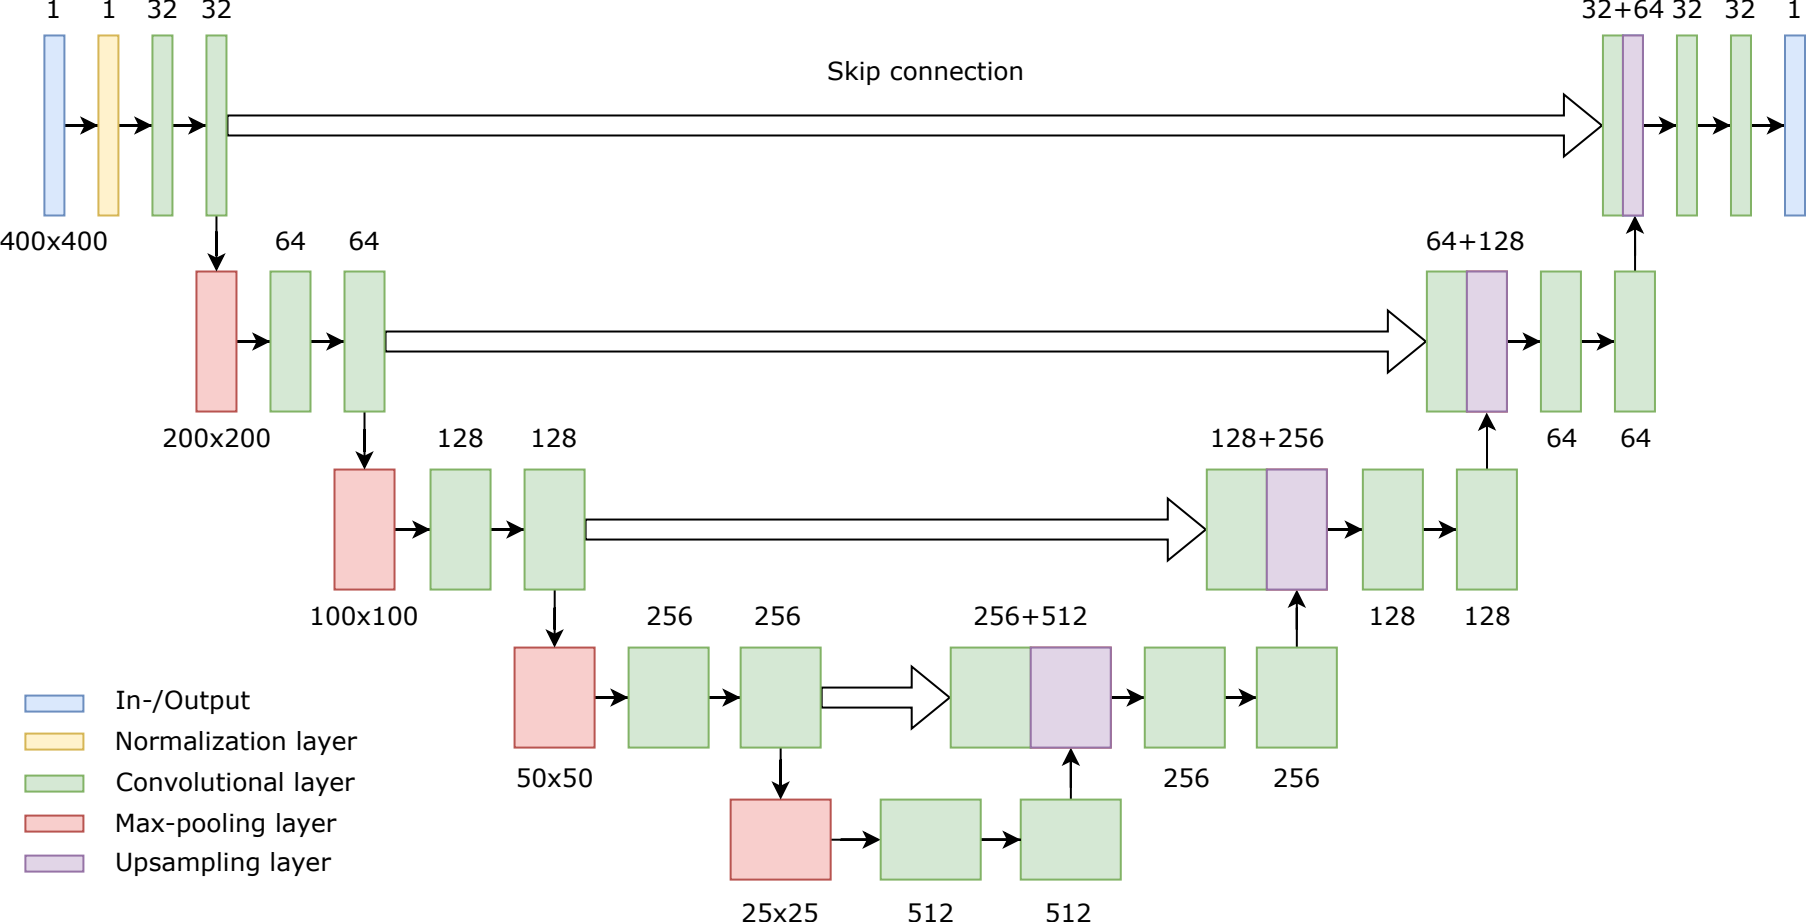 1 1 32 32 32+64 32 32 1
Skip connection
400x400 64 64 64+128
200x200 128 128 128+256 64 64
100x100 256 256 256+512 128 128
In-/Output
Normalization layer
50x50 256 256
Convolutional layer
Max-pooling layer
Upsampling layer
25x25 512 512